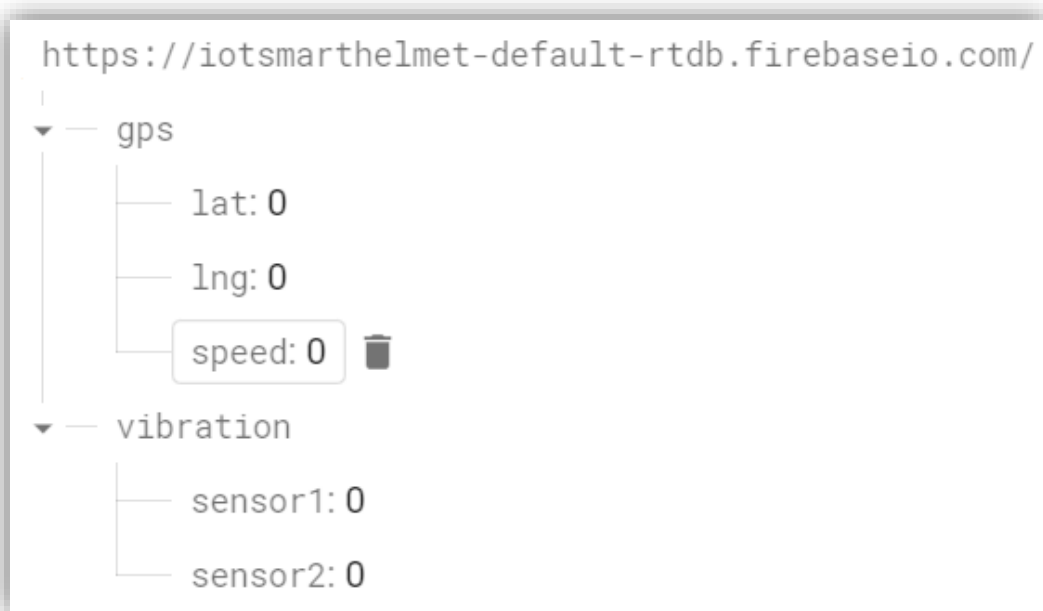 https://iotsmarthelmet-default-rtdb.firebaseio.com/
gps
lat: 0
lng: 0
speed: 0
vibration
sensor1: 0
sensor2: 0